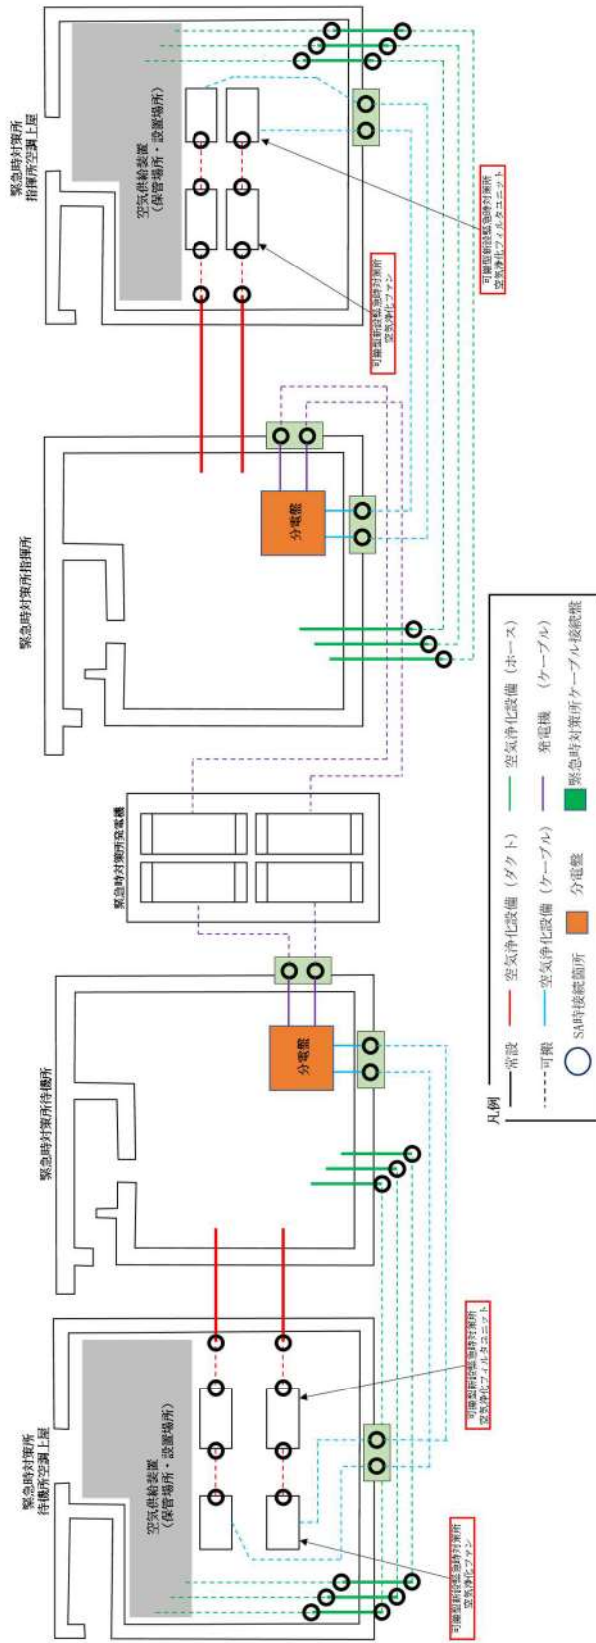 緊急時対策所
待機所空調上屋
空気供給装置
（保管場所・設置場所）
可搬型新設緊急時対策所
空気浄化ファン
可搬型新設緊急時対策所
空気浄化フィルタユニット
緊急時対策所待機所
分電盤
緊急時対策所発電機
緊急時対策所指揮所
分電盤
緊急時対策所
指揮所空調上屋
空気供給装置
（保管場所・設置場所）
可搬型新設緊急時対策所
空気浄化ファン
可搬型新設緊急時対策所
空気浄化フィルタユニット
凡例
常設
空気浄化設備（ダクト）
空気浄化設備（ホース）
可搬
空気浄化設備（ケーブル）
発電機　（ケーブル）
SA時接続箇所
分電盤
緊急時対策所ケーブル接続盤